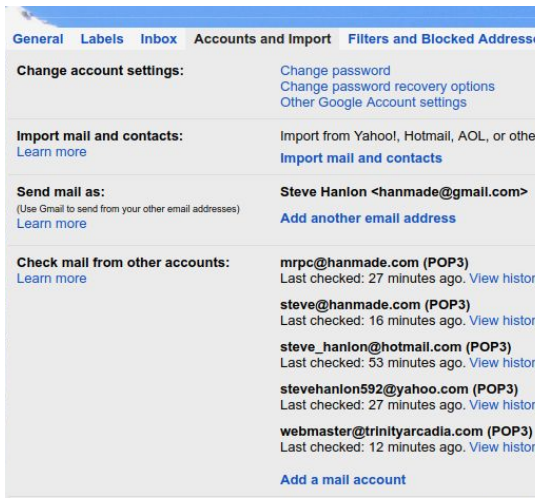 General Labels Inbox Accounts and Import Filters and Blocked Addresse
Change account settings: Change password
Change password recovery options
Other Google Account settings
Import mail and contacts: Import from Yahoo!, Hotmail, AOL, or othe
Learn more Import mail and contacts
Send mail as: Steve Hanlon <hanmade@gmail.com>
(Use Gmail to send from your other email addresses)
Learn more Add another email address
Check mail from other accounts: mrpc@hanmade.com (POP3)
Learn more Last checked: 27 minutes ago. View histor
steve@hanmade.com (POP3)
Last checked: 16 minutes ago. View histor
steve_hanlon@hotmail.com (POP3)
Last checked: 53 minutes ago. View histor
stevehanlon592@yahoo.com (POP3)
Last checked: 27 minutes ago. View histor
webmaster@trinityarcadia.com (POP3)
Last checked: 12 minutes ago. View histor
Add a mail account